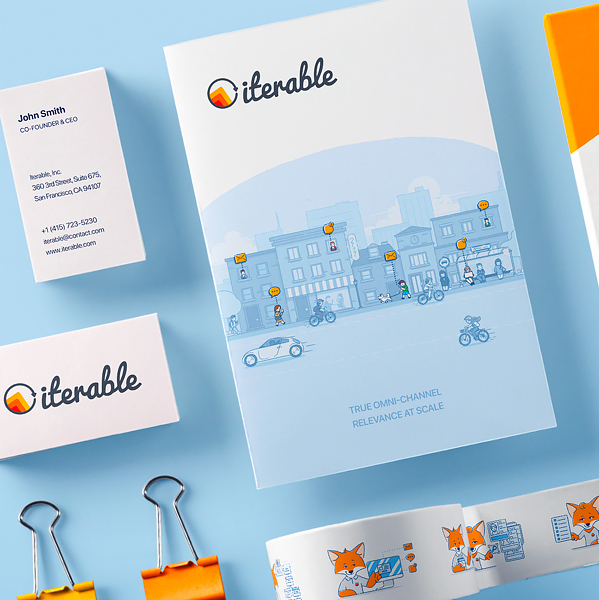 John Smith
CO-FOUNDER & CEO
Iterable, Inc.
360 3rd Street, Suite 675,
San Francisco, CA 94107
+1 (415) 723-5230
iterable@contact.com
www.iterable.com
iterable
iterable
TRUE OMNI-CHANNEL
RELEVANCE AT SCALE